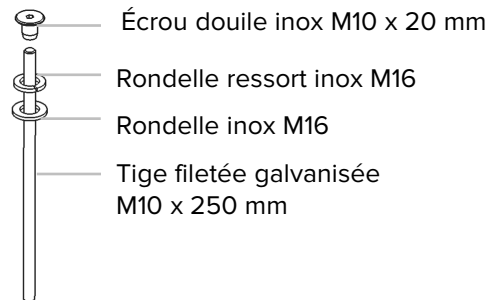 Écrou douile inox M10 x 20 mm
Rondelle ressort inox M16
Rondelle inox M16
Tige filetée galvanisée
M10 x 250 mm